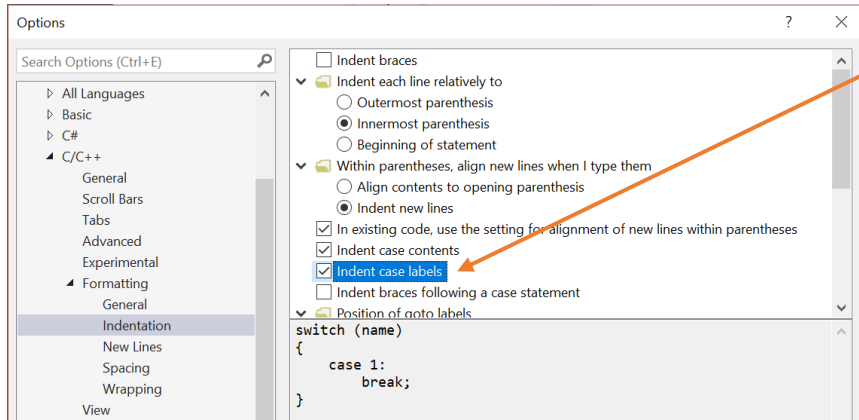 Options
?
Search Options (Ctrl+E)
All Languages
Basic
C#
C/C++
General
Scroll Bars
Tabs
Advanced
Experimental
Formatting
General
Indentation
New Lines
Spacing
Wrapping
View
Indent braces
Indent each line relatively to
Outermost parenthesis
Innermost parenthesis
Beginning of statement
Within parentheses, align new lines when I type them
Align contents to opening parenthesis
Indent new lines
In existing code, use the setting for alignment of new lines within parentheses
Indent case contents
Indent case labels
Indent braces following a case statement
Position of goto labels
switch (name)
{
    case 1:
        break;
}